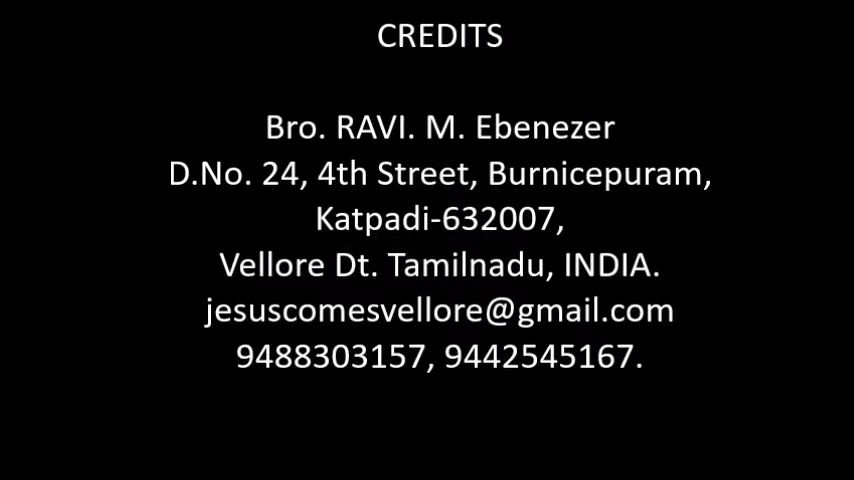 CREDITS
Bro. RAVI. M. Ebenezer
D.No. 24, 4th Street, Burnicepuram,
Katpadi-632007,
Vellore Dt. Tamilnadu, INDIA.
jesuscomesvellore@gmail.com
9488303157, 9442545167.